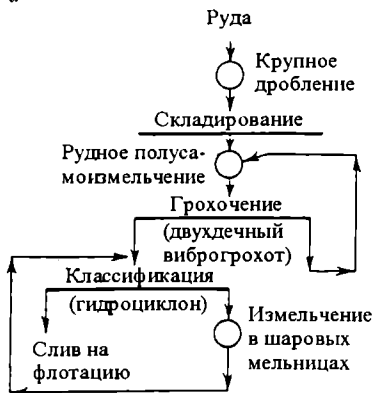 Руда
Крупное
дробление
Складирование
Рудное полуса-
моизмельчение
Грохочение
(двухдечный
виброгрохот)
Классификация
(гидроциклон)
Измельчение
в шаровых
мельницах
Слив на
флотацию